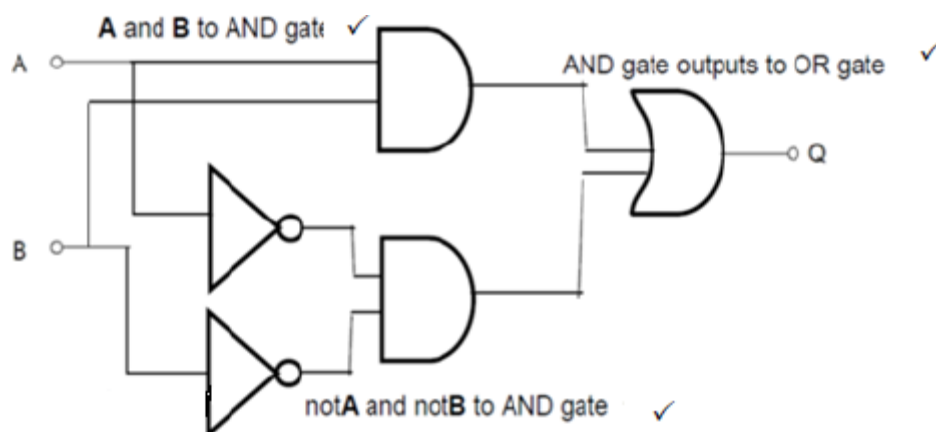 A and B to AND gate ✓
AND gate outputs to OR gate ✓
A
Q
B
notA and notB to AND gate ✓